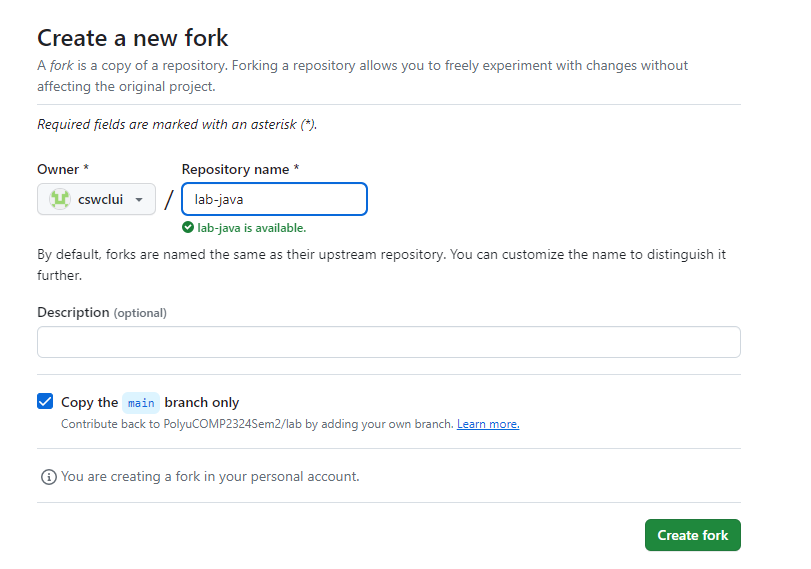 Create a new fork
A fork is a copy of a repository. Forking a repository allows you to freely experiment with changes without
affecting the original project.
Required fields are marked with an asterisk (*).
Owner *
Repository name *
cswclui
/
lab-java
lab-java is available.
By default, forks are named the same as their upstream repository. You can customize the name to distinguish it
further.
Description (optional)
Copy the main branch only
Contribute back to PolyuCOMP2324Sem2/lab by adding your own branch. Learn more.
You are creating a fork in your personal account.
Create fork